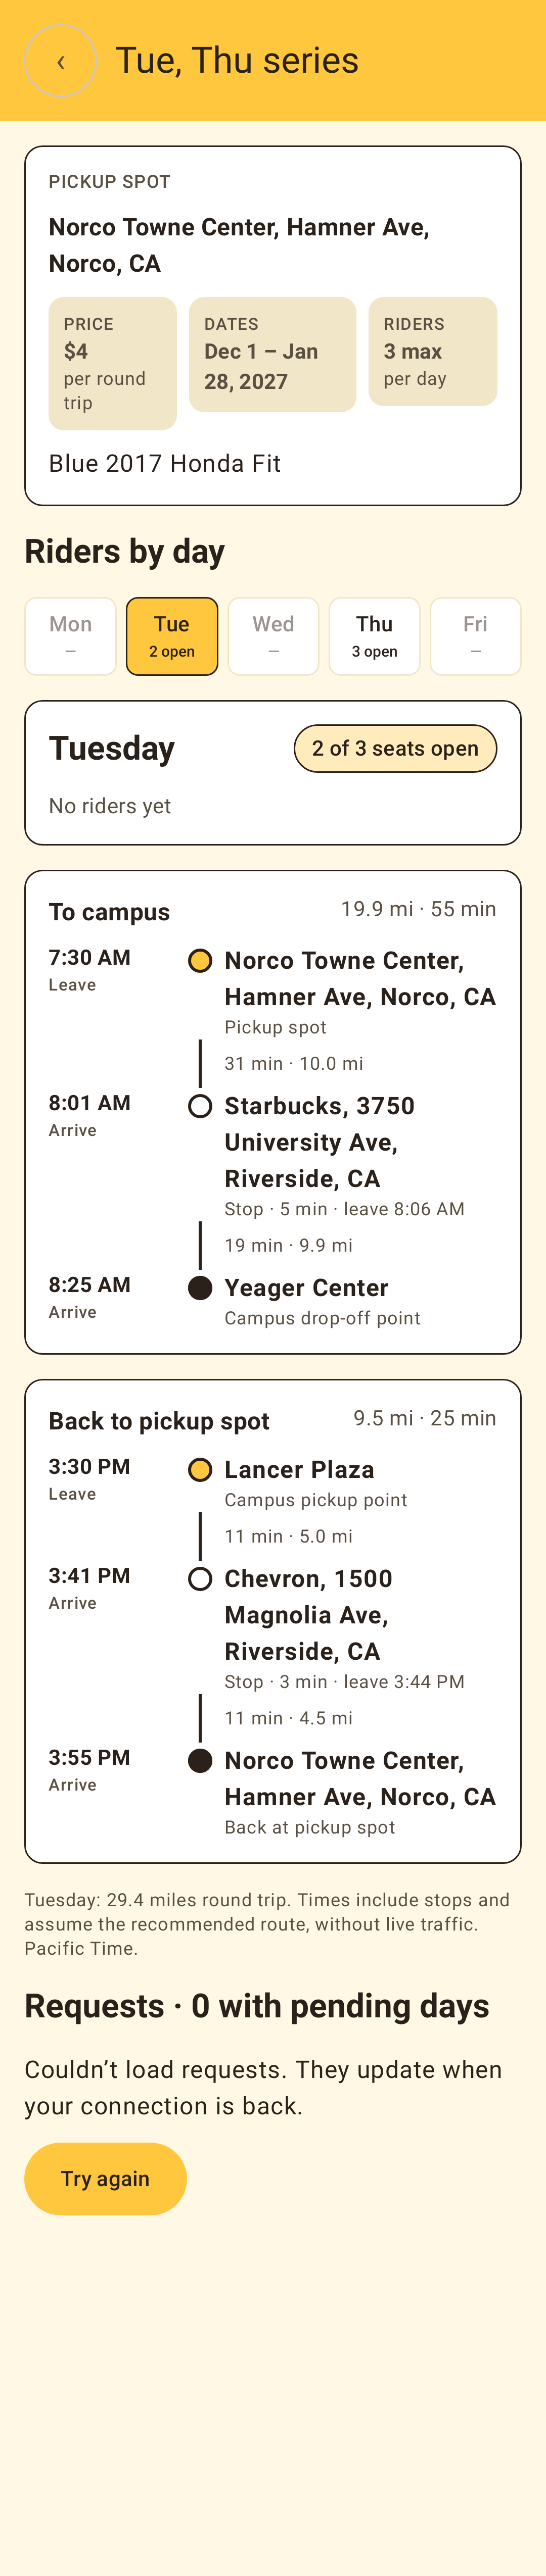 ‹ Tue, Thu series
PICKUP SPOT
Norco Towne Center, Hamner Ave,
Norco, CA
PRICE
$4
per round
trip
DATES
Dec 1 – Jan
28, 2027
RIDERS
3 max
per day
Blue 2017 Honda Fit
Riders by day
Mon
–
Tue
2 open
Wed
–
Thu
3 open
Fri
–
Tuesday
2 of 3 seats open
No riders yet
To campus
19.9 mi · 55 min
7:30 AM
Leave
Norco Towne Center,
Hamner Ave, Norco, CA
Pickup spot
31 min · 10.0 mi
8:01 AM
Arrive
Starbucks, 3750
University Ave,
Riverside, CA
Stop · 5 min · leave 8:06 AM
19 min · 9.9 mi
8:25 AM
Arrive
Yeager Center
Campus drop-off point
Back to pickup spot
9.5 mi · 25 min
3:30 PM
Leave
Lancer Plaza
Campus pickup point
11 min · 5.0 mi
3:41 PM
Arrive
Chevron, 1500
Magnolia Ave,
Riverside, CA
Stop · 3 min · leave 3:44 PM
11 min · 4.5 mi
3:55 PM
Arrive
Norco Towne Center,
Hamner Ave, Norco, CA
Back at pickup spot
Tuesday: 29.4 miles round trip. Times include stops and
assume the recommended route, without live traffic.
Pacific Time.
Requests · 0 with pending days
Couldn’t load requests. They update when
your connection is back.
Try again